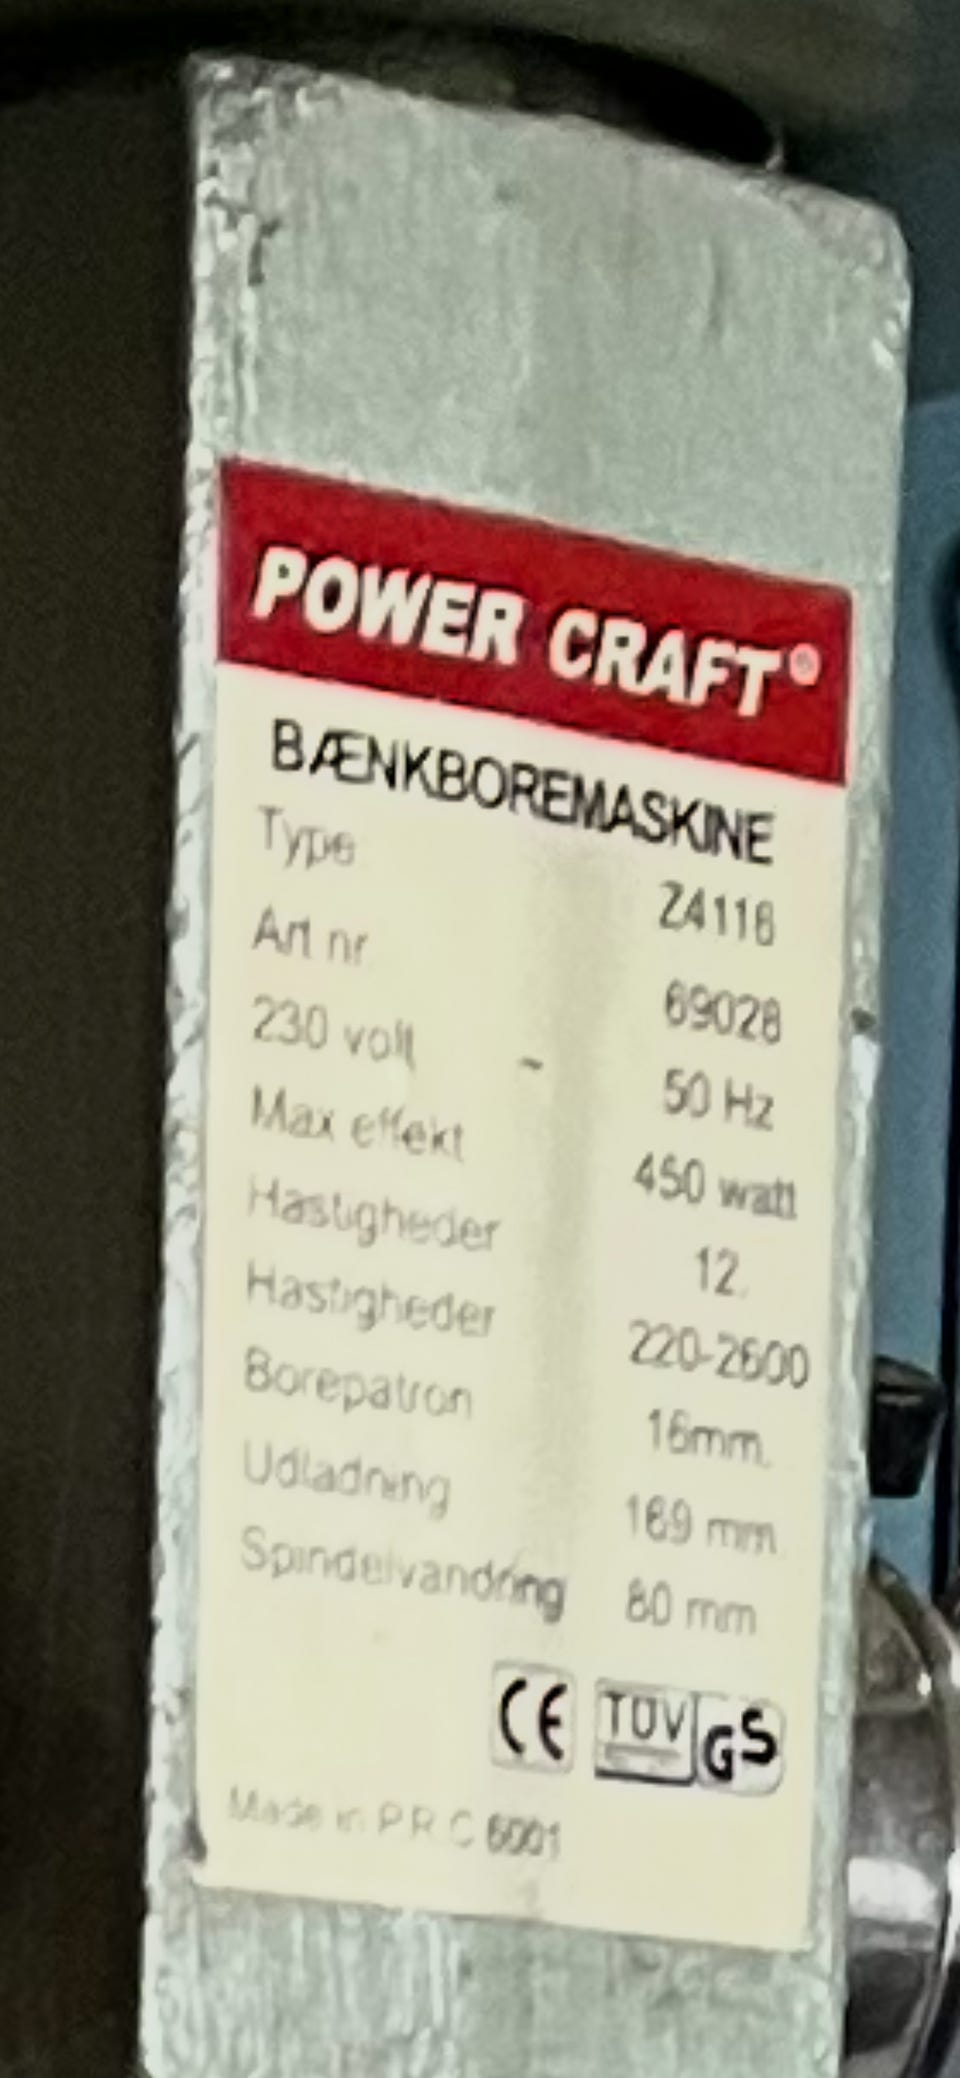 POWER CRAFT®
BÆNKBOREMASKINE
Type Z4116
Art nr 69028
230 volt ~ 50 Hz
Max effekt 450 watt
Hastigheder 12.
Hastigheder 220-2600
Borepatron 16mm.
Udladning 169 mm
Spindelvandring 80 mm
CE TÜV GS
Made in P.R.C 6001